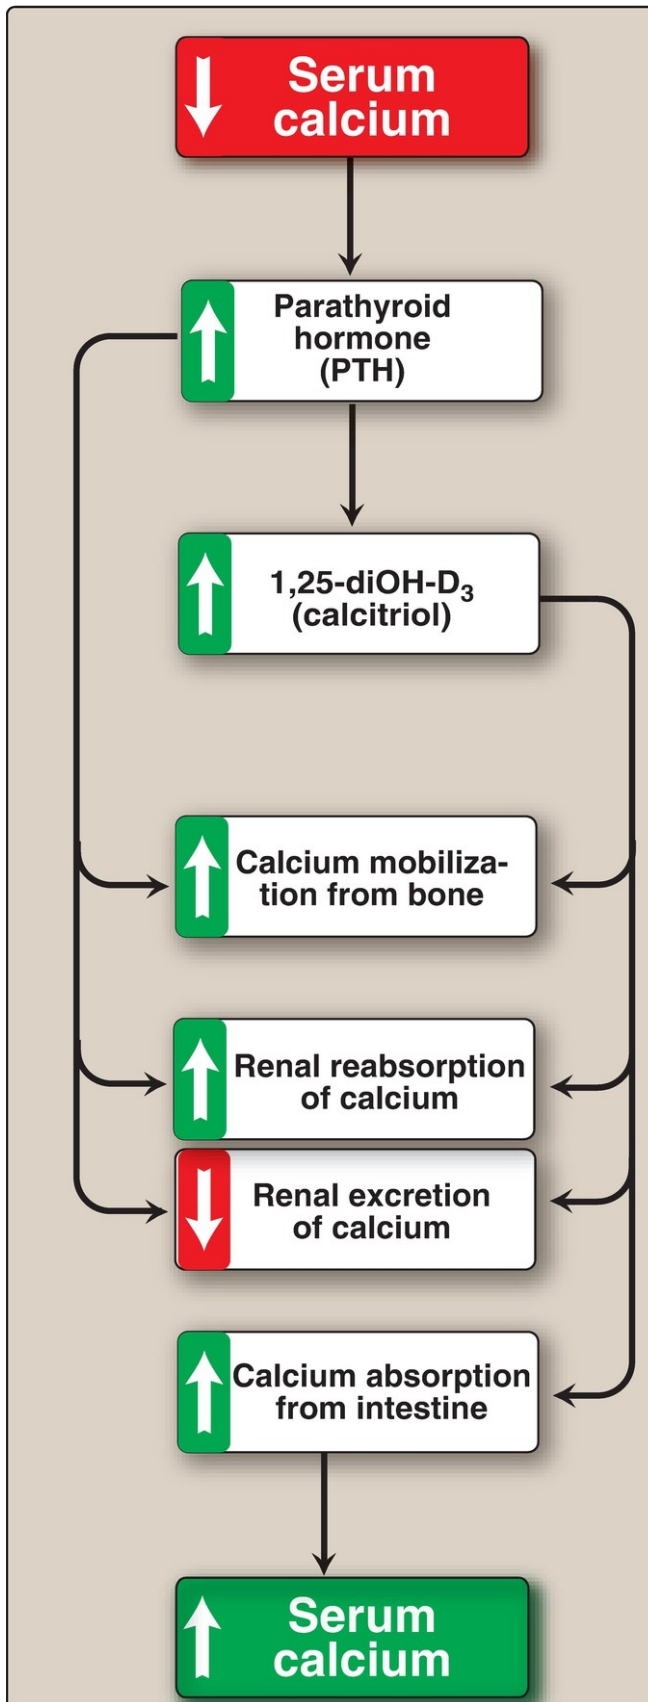 Serum
calcium
Parathyroid
hormone
(PTH)
1,25-diOH-D₃
(calcitriol)
Calcium mobiliza-
tion from bone
Renal reabsorption
of calcium
Renal excretion
of calcium
Calcium absorption
from intestine
Serum
calcium